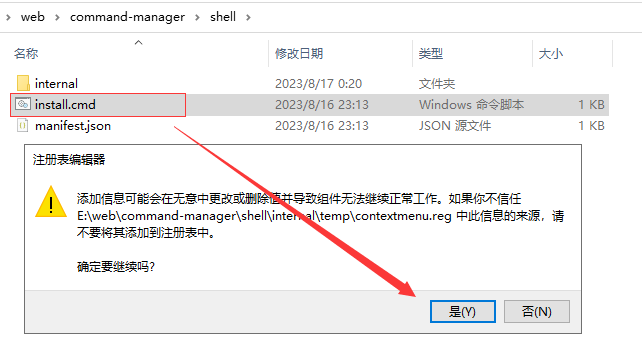 web > command-manager > shell >
名称 修改日期 类型 大小
internal 2023/8/17 0:20 文件夹
install.cmd 2023/8/16 23:13 Windows 命令脚本 1 KB
manifest.json 2023/8/16 23:13 JSON 源文件 1 KB
注册表编辑器
添加信息可能会在无意中更改或删除值并导致组件无法继续正常工作。如果你不信任
E:\web\command-manager\shell\internal\temp\contextmenu.reg 中此信息的来源，请
不要将其添加到注册表中。
确定要继续吗?
是(Y) 否(N)